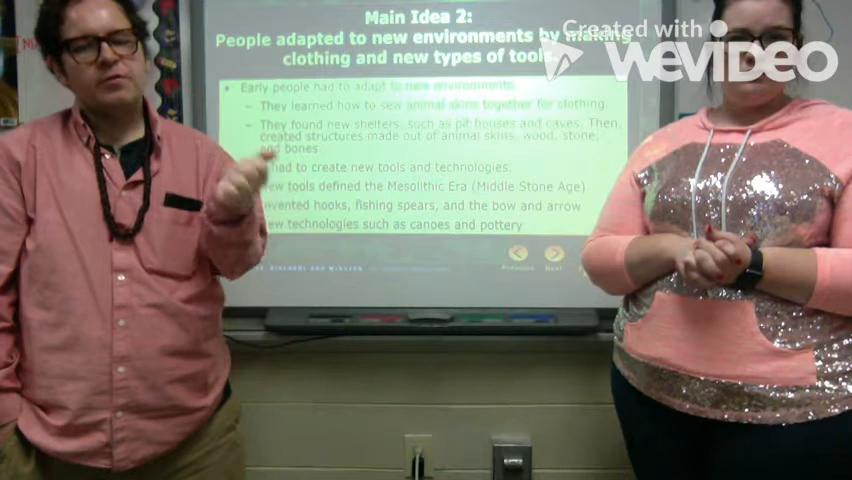 Main Idea 2:
People adapted to new environments by making
clothing and new types of tools.
Created with
WeVideo
• Early people had to adapt to new environments.
– They learned how to sew animal skins together for clothing.
– They found new shelters, such as pit houses and caves. Then,
created structures made out of animal skins, wood, stone,
and bones.
had to create new tools and technologies.
tools defined the Mesolithic Era (Middle Stone Age)
invented hooks, fishing spears, and the bow and arrow
technologies such as canoes and pottery
Previous Next
RINEHART AND WINSTON